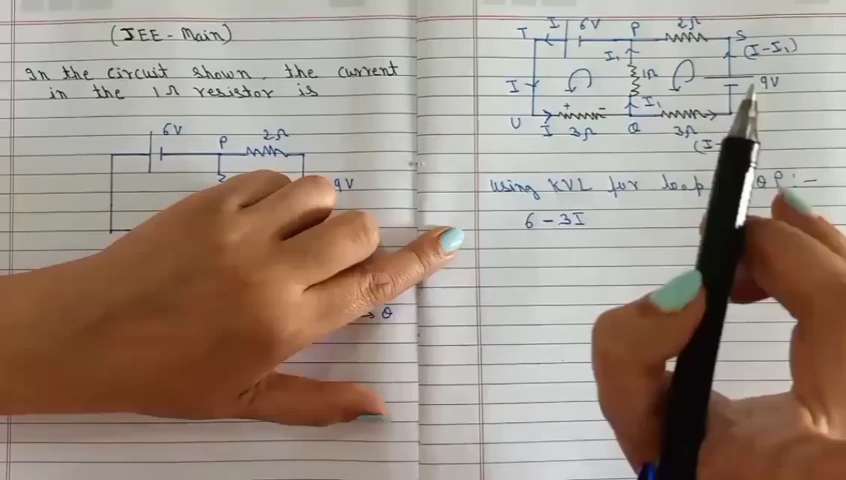 (JEE-Main)
In the circuit shown, the current
in the 1Ω resistor is
6V
P
2Ω
9V
→ Q
T I 6V P 2Ω S
I₁ (I-I₁)
I 1Ω 9V
I₁
U I + - 3Ω Q 3Ω
(I-
using KVL for loop QP:-
6-3I